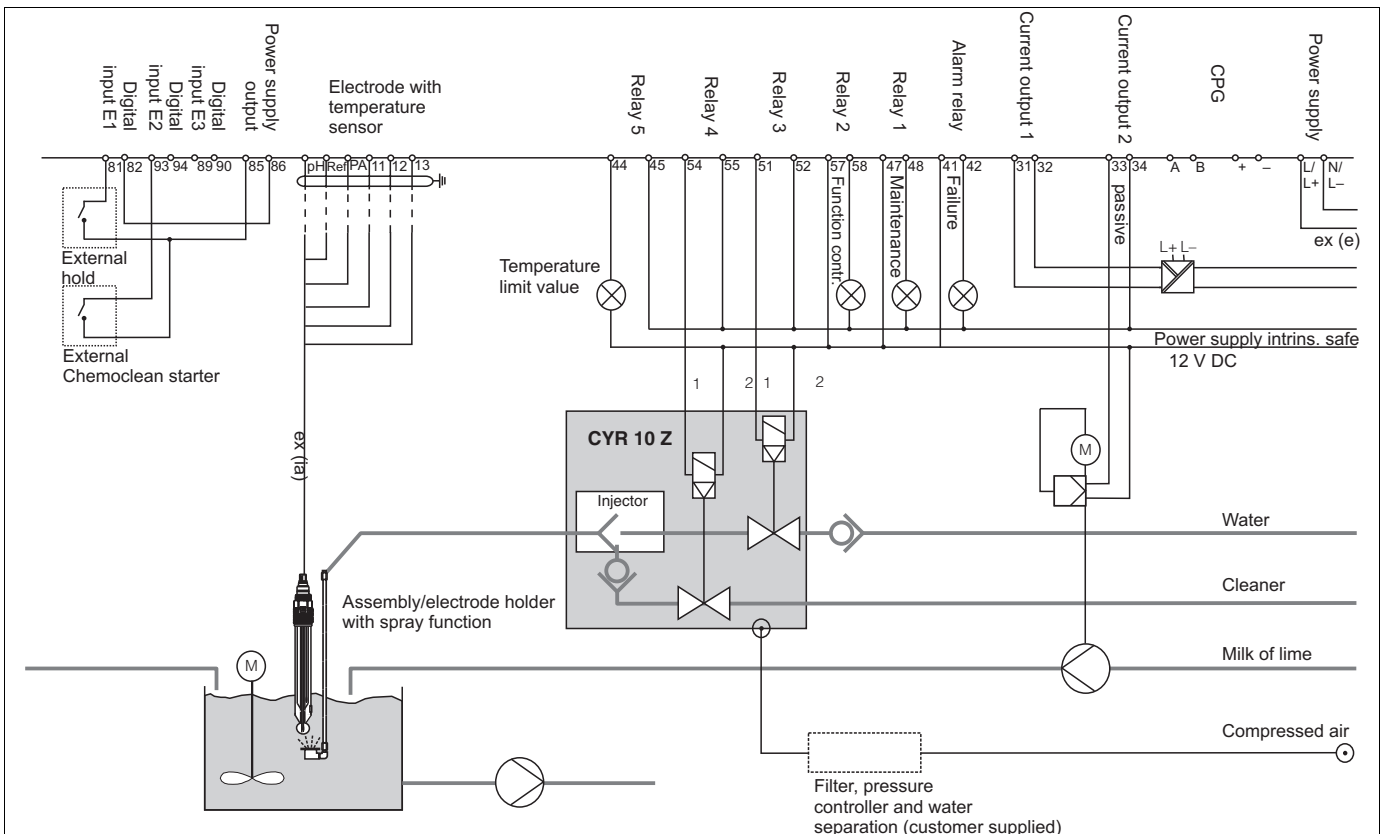 Digital
input E1
Digital
input E2
Digital
input E3
Power supply
output
Electrode with
temperature
sensor
Relay 5
Relay 4
Relay 3
Relay 2
Relay 1
Alarm relay
Current output 1
Current output 2
CPG
Power supply
81 82 93 94 89 90 85 86 pH Ref PA 11 12 13 44 45 54 55 51 52 57 58 47 48 41 42 31 32 33 34 A B + – L/ N/
L+ L–
Function contr.
Maintenance
Failure
passive
ex (e)
L+ L–
External
hold
External
Chemoclean starter
Temperature
limit value
Power supply intrins. safe
12 V DC
1 2 1 2
ex (ia)
CYR 10 Z
Injector
M
Water
Cleaner
Assembly/electrode holder
with spray function
M
Milk of lime
Compressed air
Filter, pressure
controller and water
separation (customer supplied)